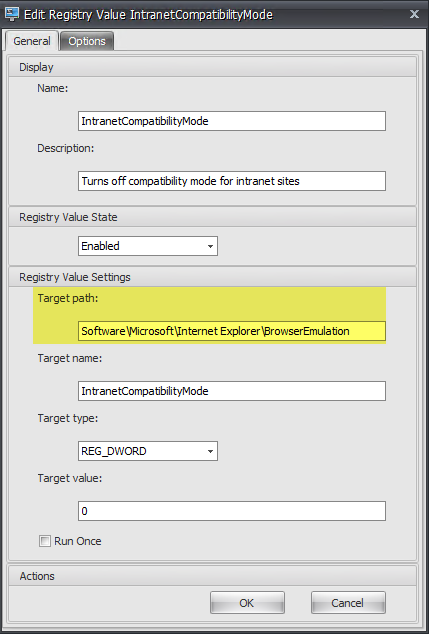 Edit Registry Value IntranetCompatibilityMode
General
Options
Display
Name:
IntranetCompatibilityMode
Description:
Turns off compatibility mode for intranet sites
Registry Value State
Enabled
Registry Value Settings
Target path:
Software\Microsoft\Internet Explorer\BrowserEmulation
Target name:
IntranetCompatibilityMode
Target type:
REG_DWORD
Target value:
0
Run Once
Actions
OK
Cancel